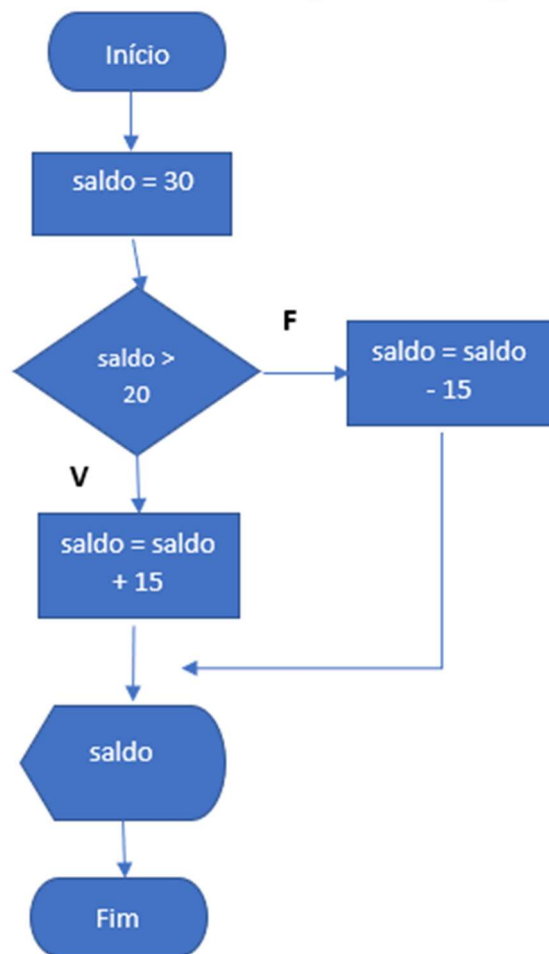 Início
saldo = 30
saldo >
20
F
saldo = saldo
- 15
V
saldo = saldo
+ 15
saldo
Fim